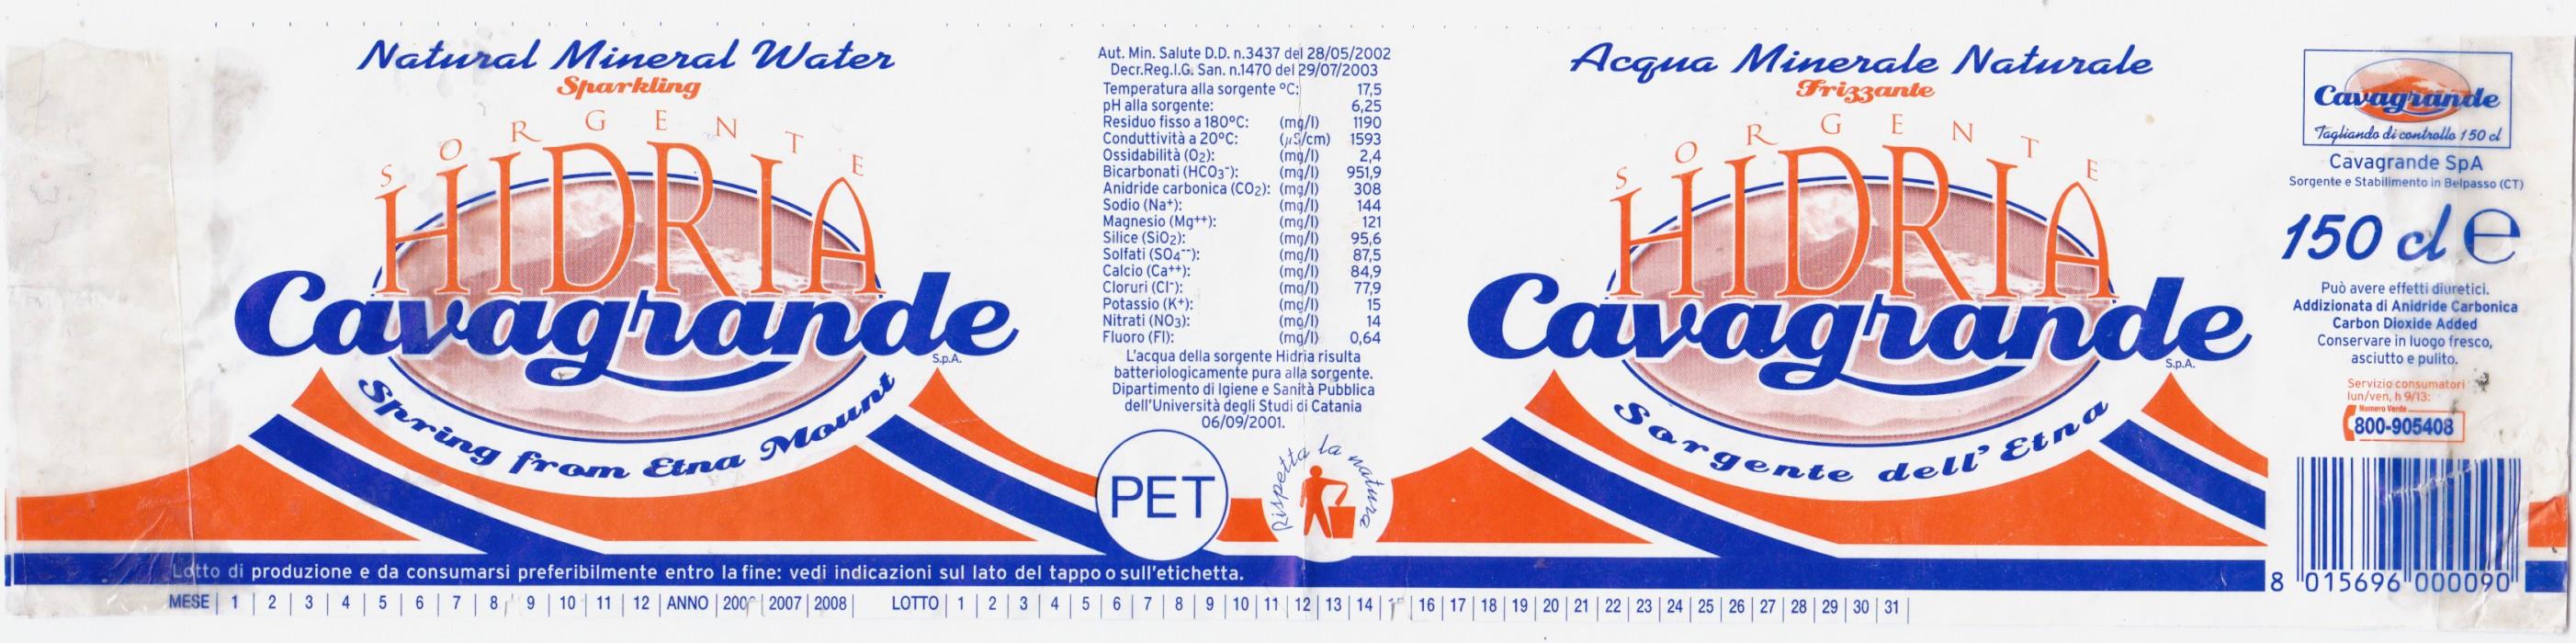 Natural Mineral Water
Sparkling
SORGENTE
HIDRIA
Cavagrande
S.p.A.
Spring from Etna Mount
Aut. Min. Salute D.D. n.3437 del 28/05/2002
Decr.Reg.I.G. San. n.1470 del 29/07/2003
Temperatura alla sorgente °C: 17,5
pH alla sorgente: 6,25
Residuo fisso a 180°C: (mg/l) 1190
Conduttività a 20°C: (µS/cm) 1593
Ossidabilità (O2): (mg/l) 2,4
Bicarbonati (HCO3-): (mg/l) 951,9
Anidride carbonica (CO2): (mg/l) 308
Sodio (Na+): (mg/l) 144
Magnesio (Mg++): (mg/l) 121
Silice (SiO2): (mg/l) 95,6
Solfati (SO4--): (mg/l) 87,5
Calcio (Ca++): (mg/l) 84,9
Cloruri (Cl-): (mg/l) 77,9
Potassio (K+): (mg/l) 15
Nitrati (NO3): (mg/l) 14
Fluoro (Fl): (mg/l) 0,64
L'acqua della sorgente Hidria risulta
batteriologicamente pura alla sorgente.
Dipartimento di Igiene e Sanità Pubblica
dell'Università degli Studi di Catania
06/09/2001.
PET
Rispetta la natura
Acqua Minerale Naturale
Frizzante
SORGENTE
HIDRIA
Cavagrande
S.p.A.
Sorgente dell'Etna
Cavagrande
Tagliando di controllo 150 cl
Cavagrande SpA
Sorgente e Stabilimento in Belpasso (CT)
150 cl e
Può avere effetti diuretici.
Addizionata di Anidride Carbonica
Carbon Dioxide Added
Conservare in luogo fresco,
asciutto e pulito.
Servizio consumatori
lun/ven, h 9/13:
Numero Verde
800-905408
8 015696 000090
Lotto di produzione e da consumarsi preferibilmente entro la fine: vedi indicazioni sul lato del tappo o sull'etichetta.
MESE | 1 | 2 | 3 | 4 | 5 | 6 | 7 | 8 | 9 | 10 | 11 | 12 | ANNO | 200 | 2007 | 2008 | LOTTO | 1 | 2 | 3 | 4 | 5 | 6 | 7 | 8 | 9 | 10 | 11 | 12 | 13 | 14 | 1 | 16 | 17 | 18 | 19 | 20 | 21 | 22 | 23 | 24 | 25 | 26 | 27 | 28 | 29 | 30 | 31 |